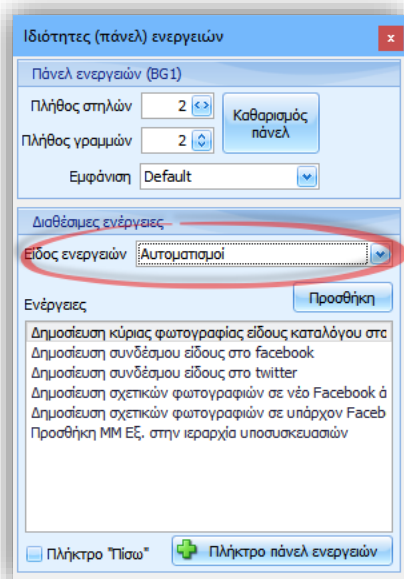 Ιδιότητες (πάνελ) ενεργειών
Πάνελ ενεργειών (BG1)
Πλήθος στηλών 2
Καθαρισμός πάνελ
Πλήθος γραμμών 2
Εμφάνιση Default
Διαθέσιμες ενέργειες
Είδος ενεργειών Αυτοματισμοί
Ενέργειες
Προσθήκη
Δημοσίευση κύριας φωτογραφίας είδους καταλόγου στο
Δημοσίευση συνδέσμου είδους στο facebook
Δημοσίευση συνδέσμου είδους στο twitter
Δημοσίευση σχετικών φωτογραφιών σε νέο Facebook ά
Δημοσίευση σχετικών φωτογραφιών σε υπάρχον Faceb
Προσθήκη ΜΜ Εξ. στην ιεραρχία υποσυσκευασιών
Πλήκτρο "Πίσω"
Πλήκτρο πάνελ ενεργειών